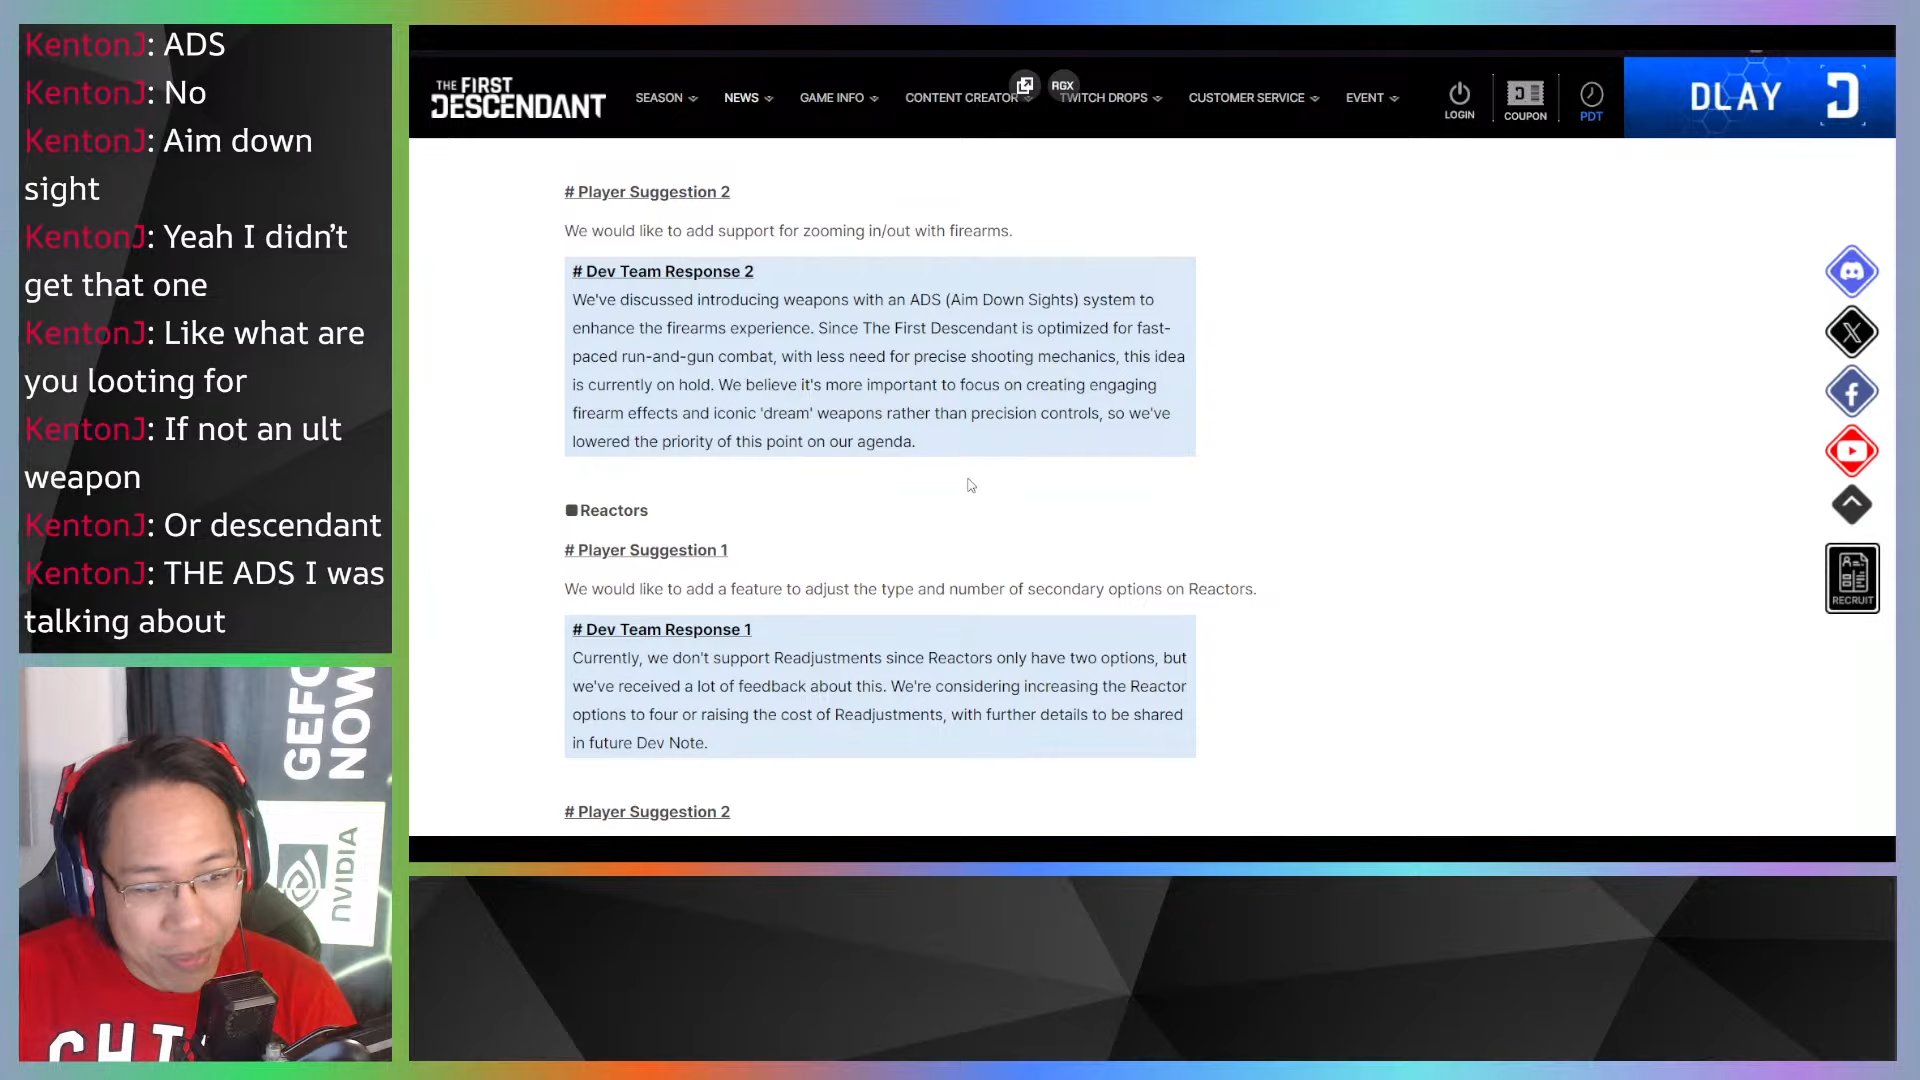 KentonJ: ADS
KentonJ: No
KentonJ: Aim down
sight
KentonJ: Yeah I didn't
get that one
KentonJ: Like what are
you looting for
KentonJ: If not an ult
weapon
KentonJ: Or descendant
KentonJ: THE ADS I was
talking about
THE FIRST
DESCENDANT
SEASON
NEWS
GAME INFO
CONTENT CREATOR
RGX
TWITCH DROPS
CUSTOMER SERVICE
EVENT
LOGIN
COUPON
PDT
DLAY
# Player Suggestion 2
We would like to add support for zooming in/out with firearms.
# Dev Team Response 2
We've discussed introducing weapons with an ADS (Aim Down Sights) system to
enhance the firearms experience. Since The First Descendant is optimized for fast-
paced run-and-gun combat, with less need for precise shooting mechanics, this idea
is currently on hold. We believe it's more important to focus on creating engaging
firearm effects and iconic 'dream' weapons rather than precision controls, so we've
lowered the priority of this point on our agenda.
Reactors
# Player Suggestion 1
We would like to add a feature to adjust the type and number of secondary options on Reactors.
# Dev Team Response 1
Currently, we don't support Readjustments since Reactors only have two options, but
we've received a lot of feedback about this. We're considering increasing the Reactor
options to four or raising the cost of Readjustments, with further details to be shared
in future Dev Note.
# Player Suggestion 2
RECRUIT
GEFO
NOW
NVIDIA